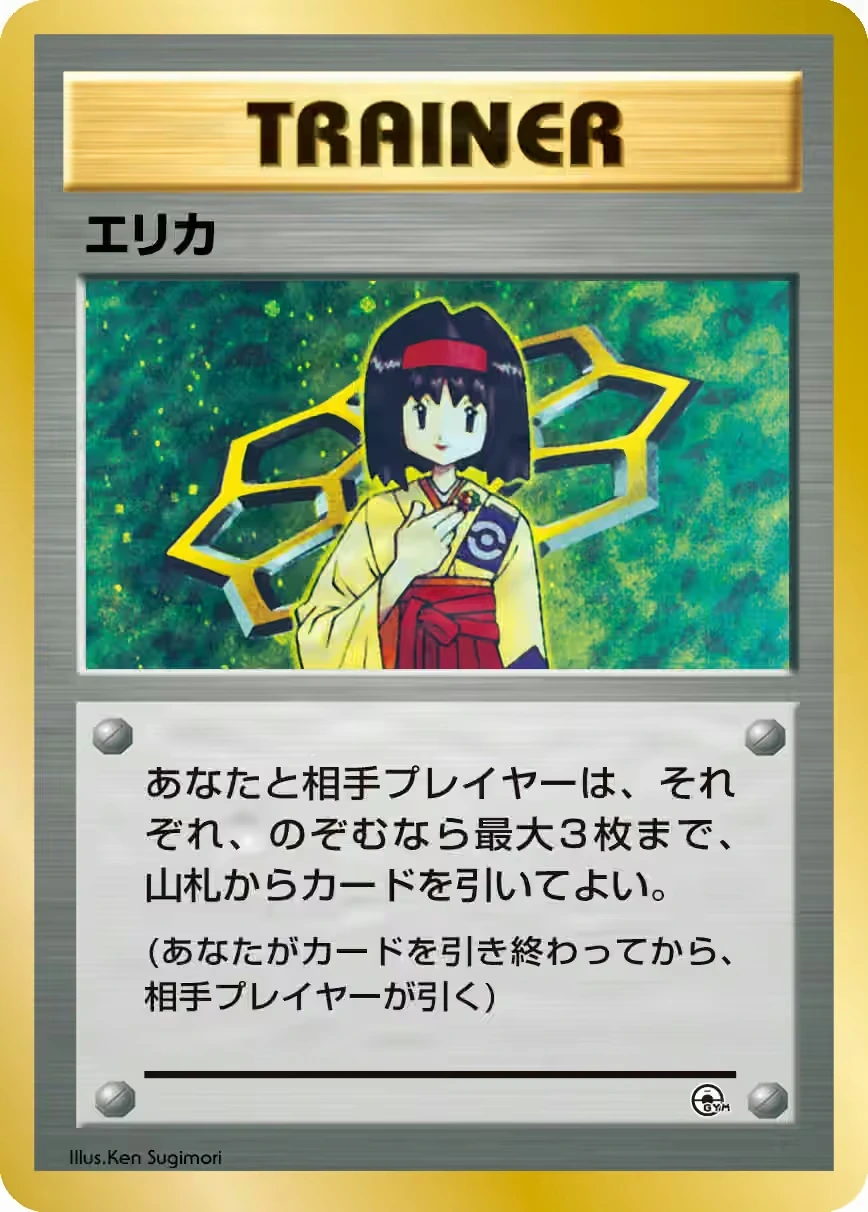 TRAINER
エリカ
あなたと相手プレイヤーは、それ
ぞれ、のぞむなら最大3枚まで、
山札からカードを引いてよい。
(あなたがカードを引き終わってから、
相手プレイヤーが引く)
GYM
Illus.Ken Sugimori